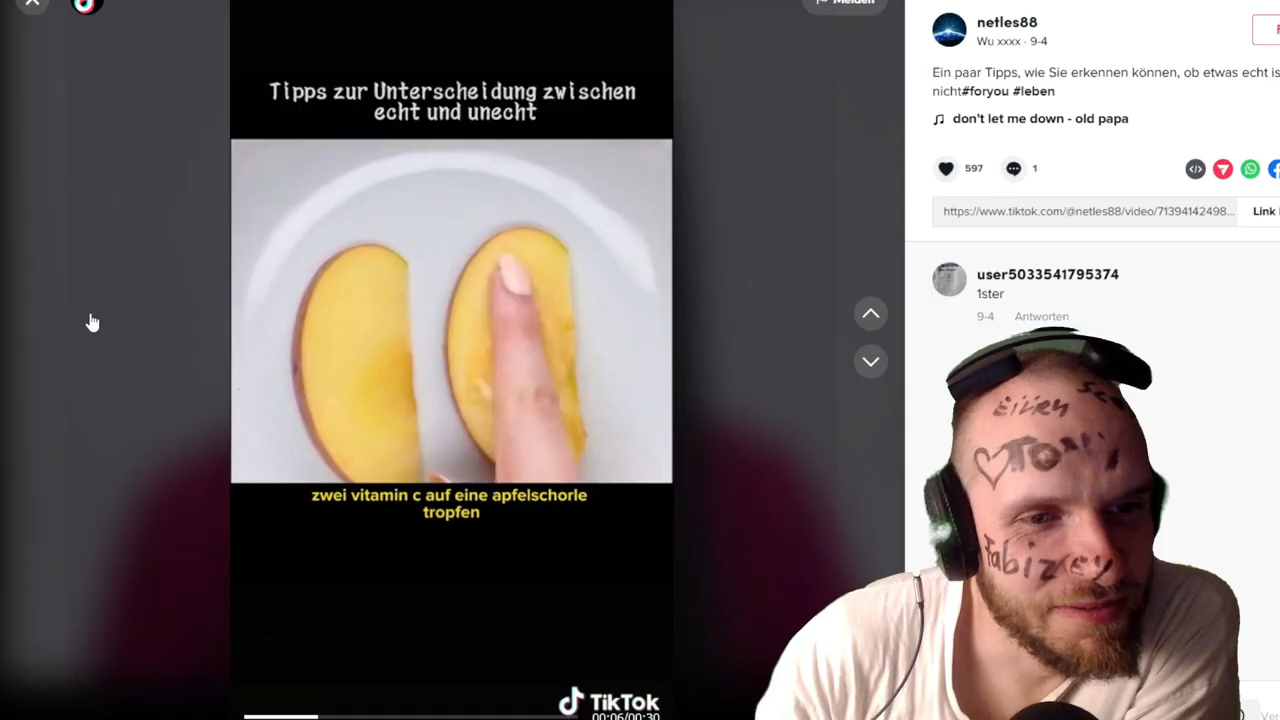 Melden
Tipps zur Unterscheidung zwischen
echt und unecht
zwei vitamin c auf eine apfelschorle
tropfen
TikTok
00:06/00:30
netles88
Wu xxxx · 9-4
Ein paar Tipps, wie Sie erkennen können, ob etwas echt is
nicht#foryou #leben
don't let me down - old papa
597
1
https://www.tiktok.com/@netles88/video/71394142498...
Link
user5033541795374
1ster
9-4 Antworten
Eilien
Fabizey